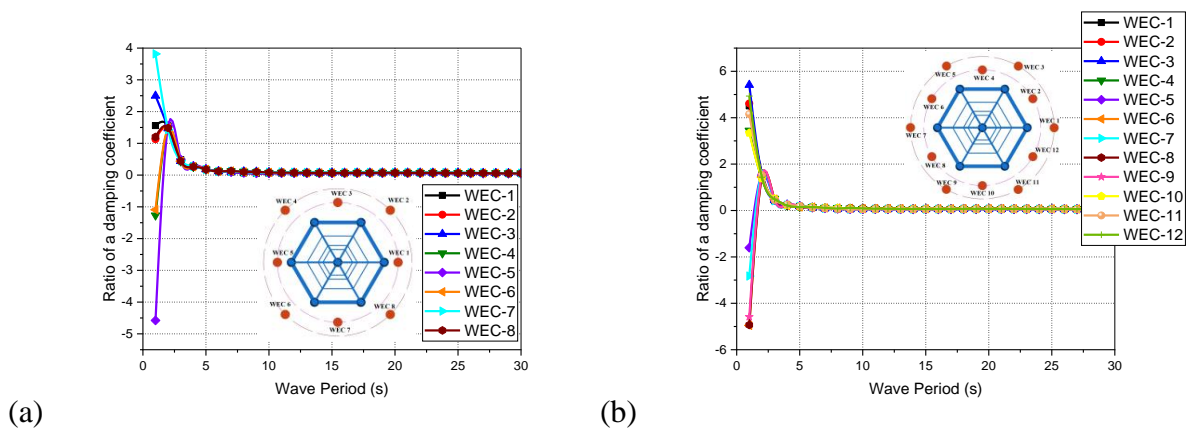 4
3
2
1
0
-1
-2
-3
-4
-5
Ratio of a damping coefficient
0 5 10 15 20 25 30
Wave Period (s)
WEC 3
WEC 4
WEC 2
WEC 5
WEC 1
WEC 6
WEC 8
WEC 7
WEC-1
WEC-2
WEC-3
WEC-4
WEC-5
WEC-6
WEC-7
WEC-8
(a)
6
4
2
0
-2
-4
-6
Ratio of a damping coefficient
0 5 10 15 20 25 30
Wave Period (s)
WEC 5
WEC 3
WEC 4
WEC 6
WEC 2
WEC 7
WEC 1
WEC 8
WEC 12
WEC 9
WEC 11
WEC 10
WEC-1
WEC-2
WEC-3
WEC-4
WEC-5
WEC-6
WEC-7
WEC-8
WEC-9
WEC-10
WEC-11
WEC-12
(b)